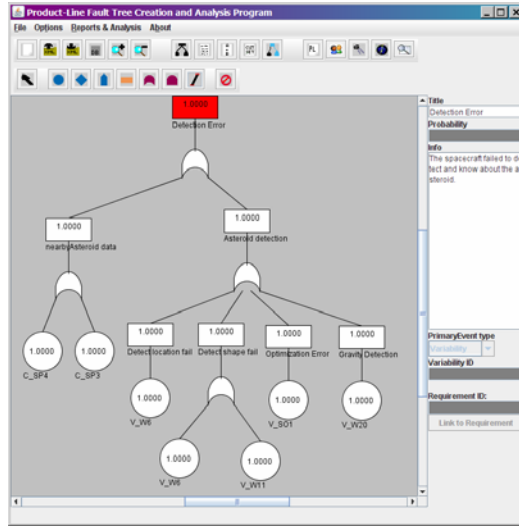 Product-Line Fault Tree Creation and Analysis Program
File Options Reports & Analysis About
PL
1.0000
Detection Error
1.0000
nearbyAsteroid data
1.0000
Asteroid detection
1.0000
C_SP4
1.0000
C_SP3
1.0000
Detect location fail
1.0000
Detect shape fail
1.0000
Optimization Error
1.0000
Gravity Detection
1.0000
V_W6
1.0000
V_SO1
1.0000
V_W20
1.0000
V_W6
1.0000
V_W11
Title
Detection Error
Probability
Info
The spacecraft failed to de
tect and know about the a
steroid.
PrimaryEvent type
Variability
Variability ID
Requirement ID:
Link to Requirement